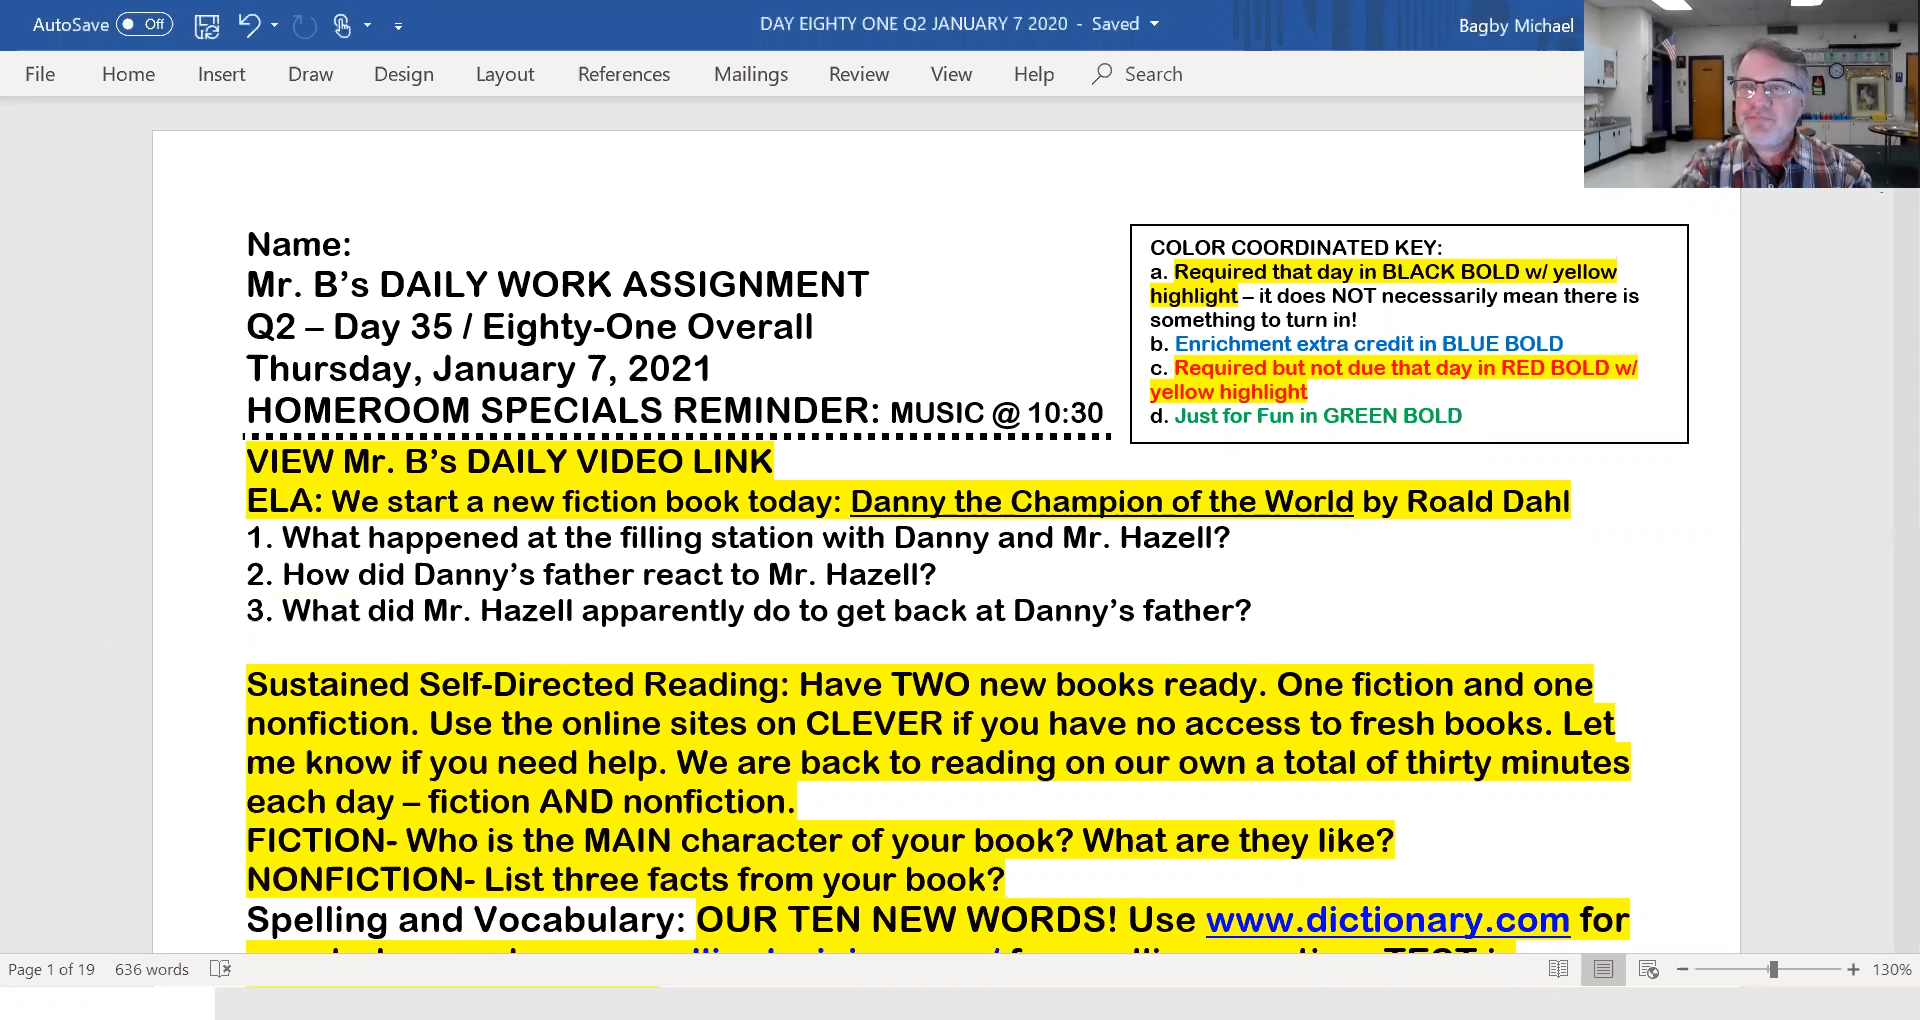 AutoSave Off DAY EIGHTY ONE Q2 JANUARY 7 2020 - Saved Bagby Michael
File Home Insert Draw Design Layout References Mailings Review View Help Search
Name:
Mr. B’s DAILY WORK ASSIGNMENT
Q2 – Day 35 / Eighty-One Overall
Thursday, January 7, 2021
HOMEROOM SPECIALS REMINDER: MUSIC @ 10:30
COLOR COORDINATED KEY:
a. Required that day in BLACK BOLD w/ yellow
highlight – it does NOT necessarily mean there is
something to turn in!
b. Enrichment extra credit in BLUE BOLD
c. Required but not due that day in RED BOLD w/
yellow highlight
d. Just for Fun in GREEN BOLD
VIEW Mr. B’s DAILY VIDEO LINK
ELA: We start a new fiction book today: Danny the Champion of the World by Roald Dahl
1. What happened at the filling station with Danny and Mr. Hazell?
2. How did Danny’s father react to Mr. Hazell?
3. What did Mr. Hazell apparently do to get back at Danny’s father?
Sustained Self-Directed Reading: Have TWO new books ready. One fiction and one
nonfiction. Use the online sites on CLEVER if you have no access to fresh books. Let
me know if you need help. We are back to reading on our own a total of thirty minutes
each day – fiction AND nonfiction.
FICTION- Who is the MAIN character of your book? What are they like?
NONFICTION- List three facts from your book?
Spelling and Vocabulary: OUR TEN NEW WORDS! Use www.dictionary.com for
Page 1 of 19 636 words 130%